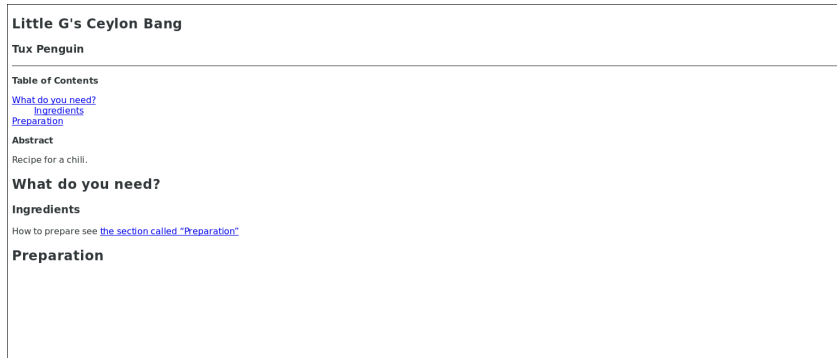 Little G's Ceylon Bang
Tux Penguin
Table of Contents
What do you need?
Ingredients
Preparation
Abstract
Recipe for a chili.
What do you need?
Ingredients
How to prepare see the section called “Preparation”
Preparation